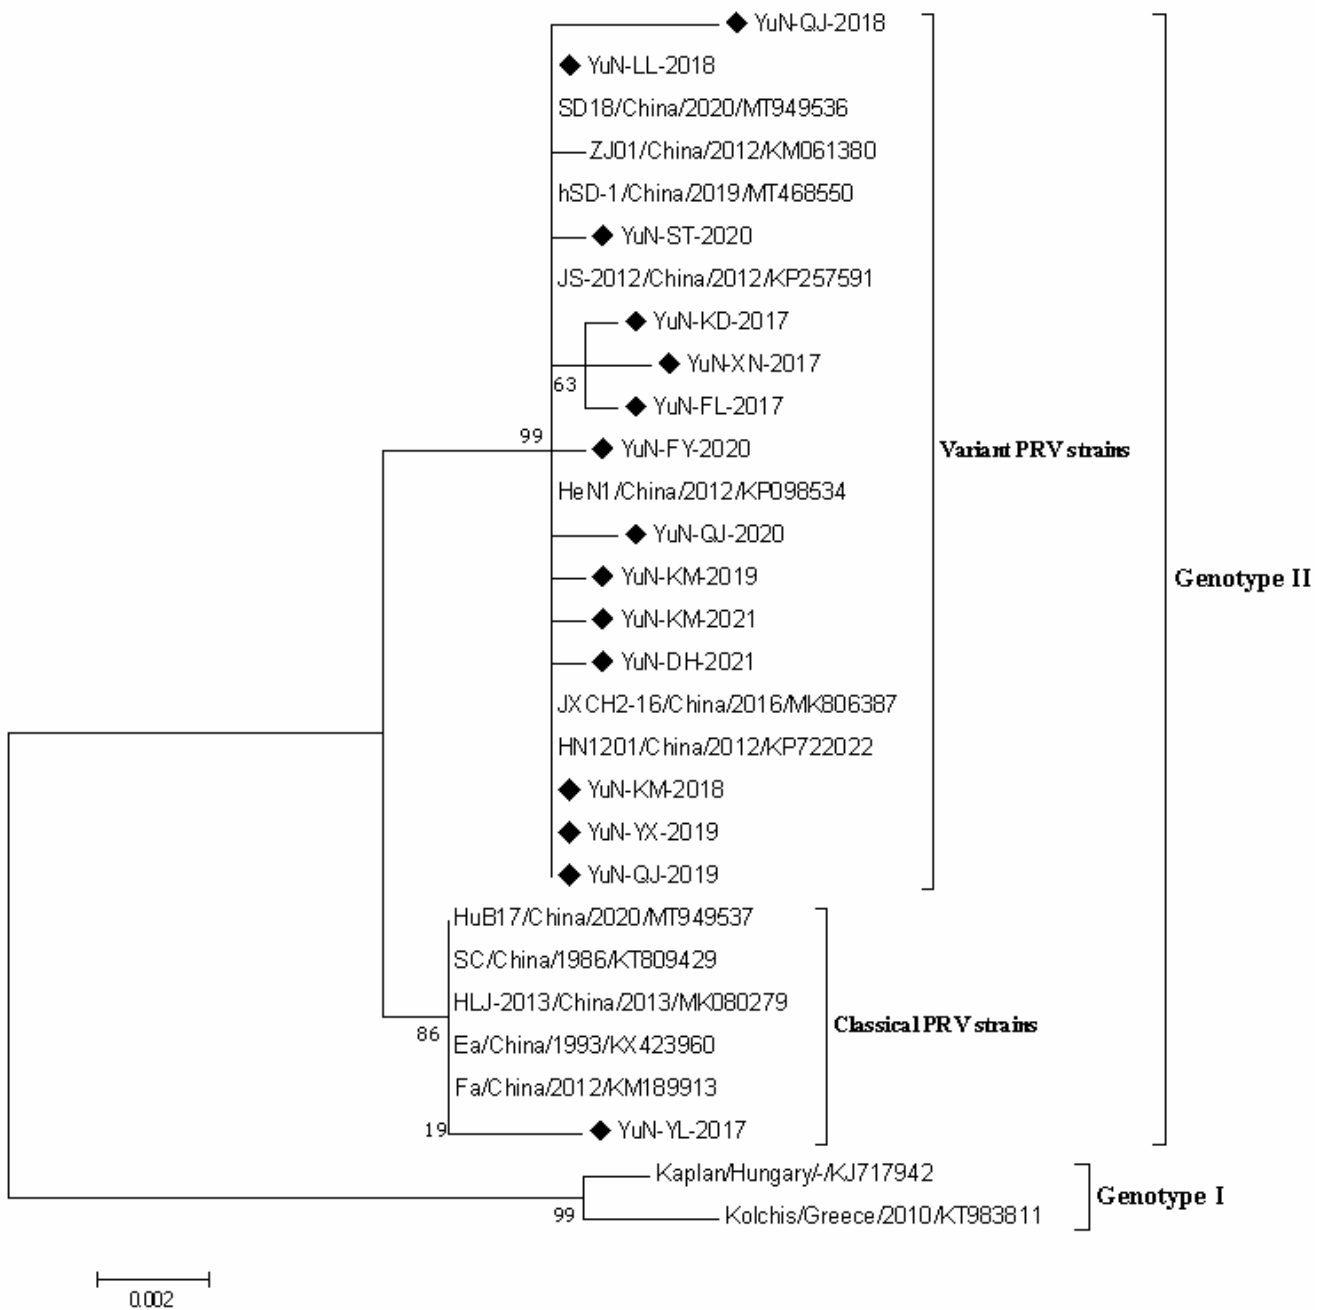 YuN-QJ-2018
YuN-LL-2018
SD18/China/2020/MT949536
ZJ01/China/2012/KM061380
hSD-1/China/2019/MT468550
YuN-ST-2020
JS-2012/China/2012/KP257591
YuN-KD-2017
YuN-XN-2017
63
YuN-FL-2017
99
YuN-FY-2020
Variant PRV strains
HeN1/China/2012/KP098534
YuN-QJ-2020
YuN-KM-2019
Genotype II
YuN-KM-2021
YuN-DH-2021
JXCH2-16/China/2016/MK806387
HN1201/China/2012/KP722022
YuN-KM-2018
YuN-YX-2019
YuN-QJ-2019
HuB17/China/2020/MT949537
SC/China/1986/KT809429
HLJ-2013/China/2013/MK080279
Classical PRV strains
86
Ea/China/1993/KX423960
Fa/China/2012/KM189913
19
YuN-YL-2017
Kaplan/Hungary/-/KJ717942
Genotype I
99
Kolchis/Greece/2010/KT983811
0.002